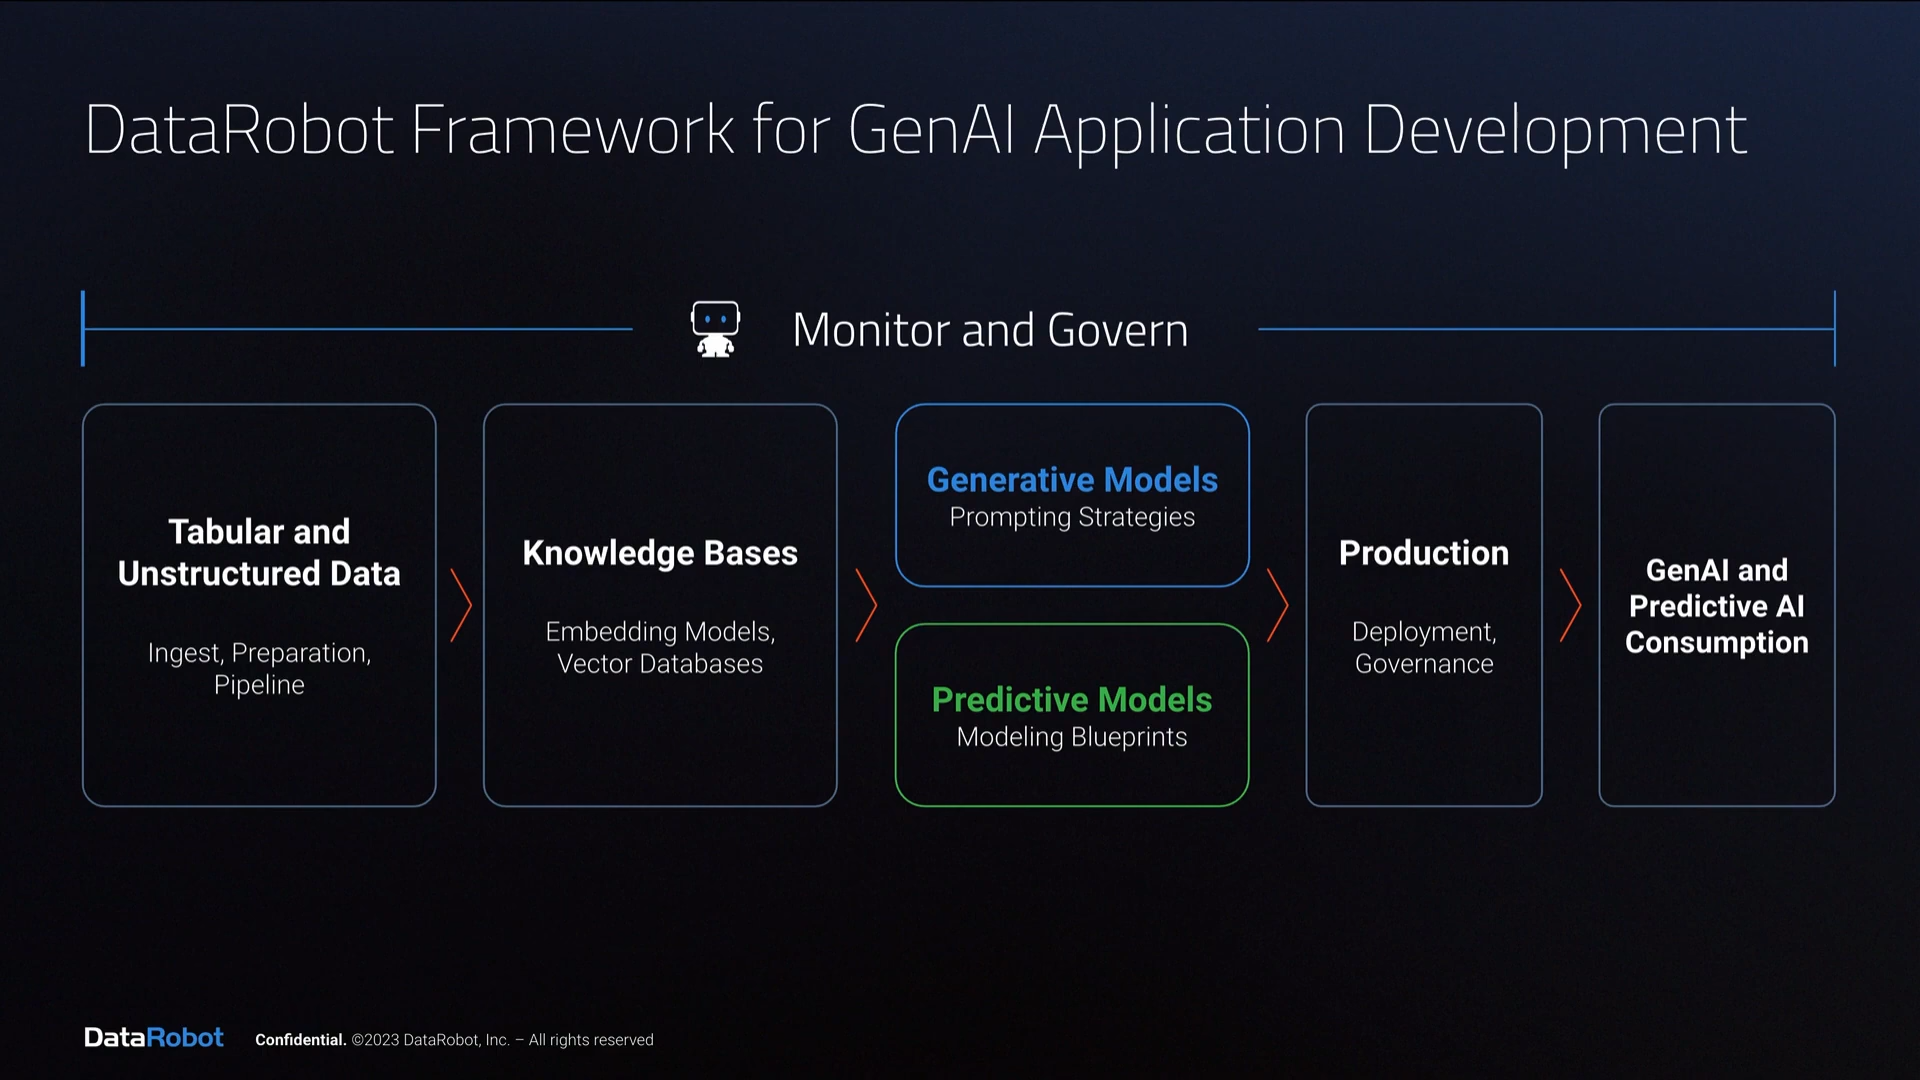 DataRobot Framework for GenAI Application Development
Monitor and Govern
Tabular and
Unstructured Data
Ingest, Preparation,
Pipeline
Knowledge Bases
Embedding Models,
Vector Databases
Generative Models
Prompting Strategies
Predictive Models
Modeling Blueprints
Production
Deployment,
Governance
GenAI and
Predictive AI
Consumption
DataRobot
Confidential. ©2023 DataRobot, Inc. – All rights reserved